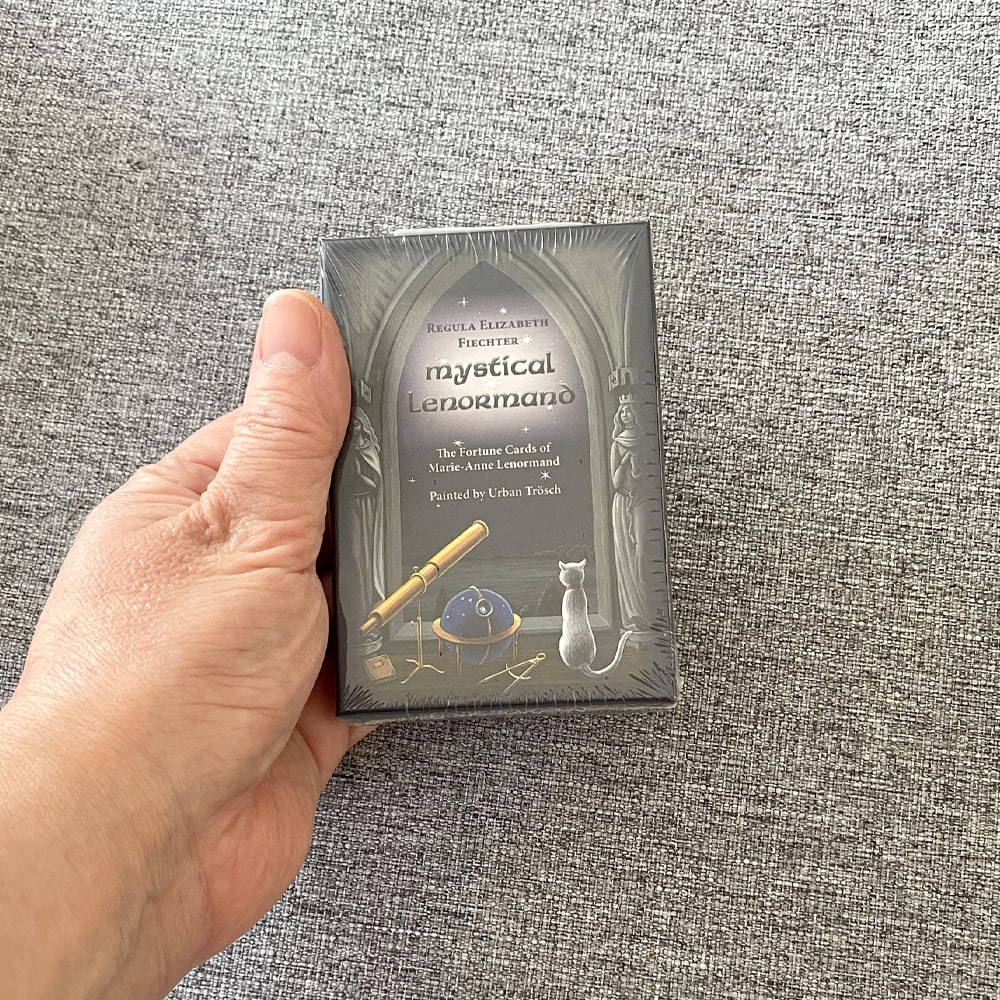 Regula Elizabeth
Fiechter
mystical
Lenormand
The Fortune Cards of
Marie-Anne Lenormand
Painted by Urban Trösch